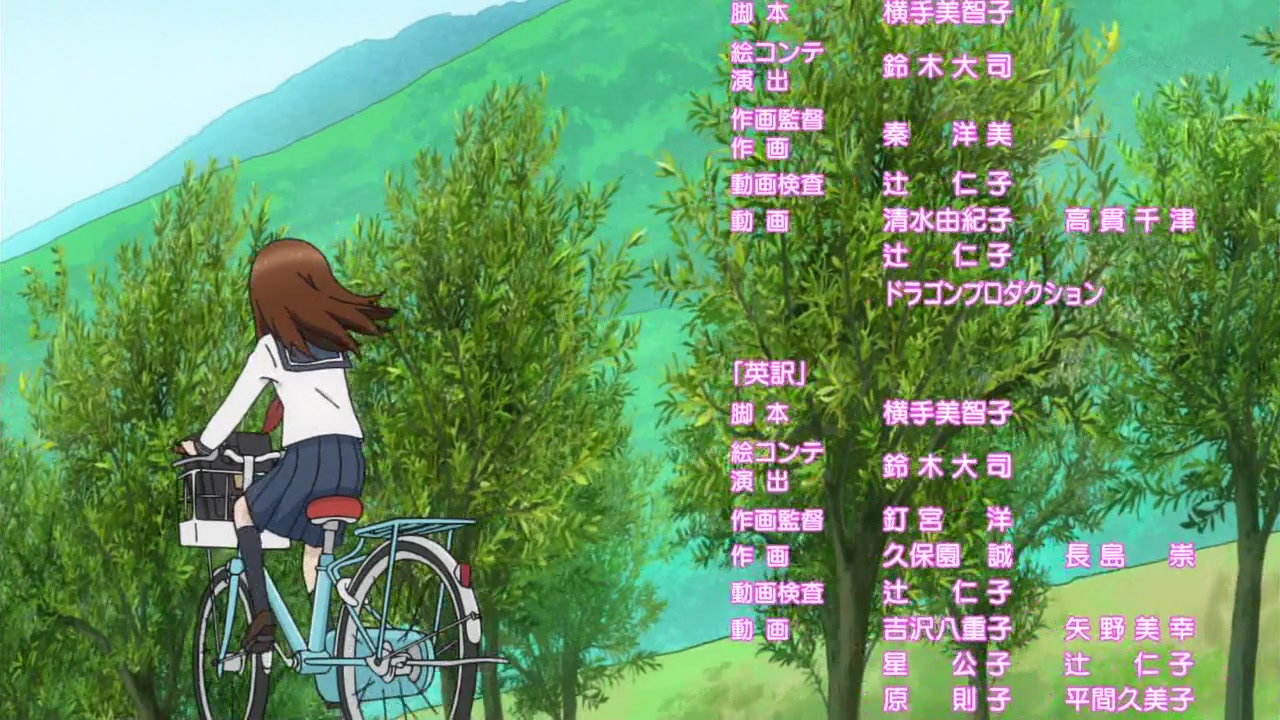 脚本 横手美智子
絵コンテ
演出 鈴木大司
作画監督
作画 秦洋美
動画検査 辻仁子
動画 清水由紀子 高貫千津
辻仁子
ドラゴンプロダクション
「英訳」
脚本 横手美智子
絵コンテ
演出 鈴木大司
作画監督 釘宮洋
作画 久保園誠 長島崇
動画検査 辻仁子
動画 吉沢八重子 矢野美幸
星公子 辻仁子
原則子 平間久美子